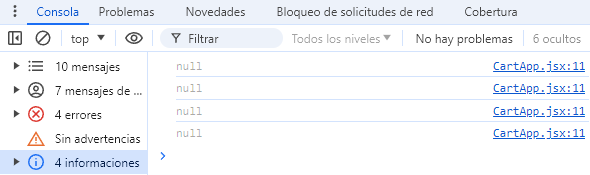 Consola Problemas Novedades Bloqueo de solicitudes de red Cobertura
top Filtrar Todos los niveles No hay problemas 6 ocultos
10 mensajes
7 mensajes de ...
4 errores
Sin advertencias
4 informaciones
null CartApp.jsx:11
null CartApp.jsx:11
null CartApp.jsx:11
null CartApp.jsx:11